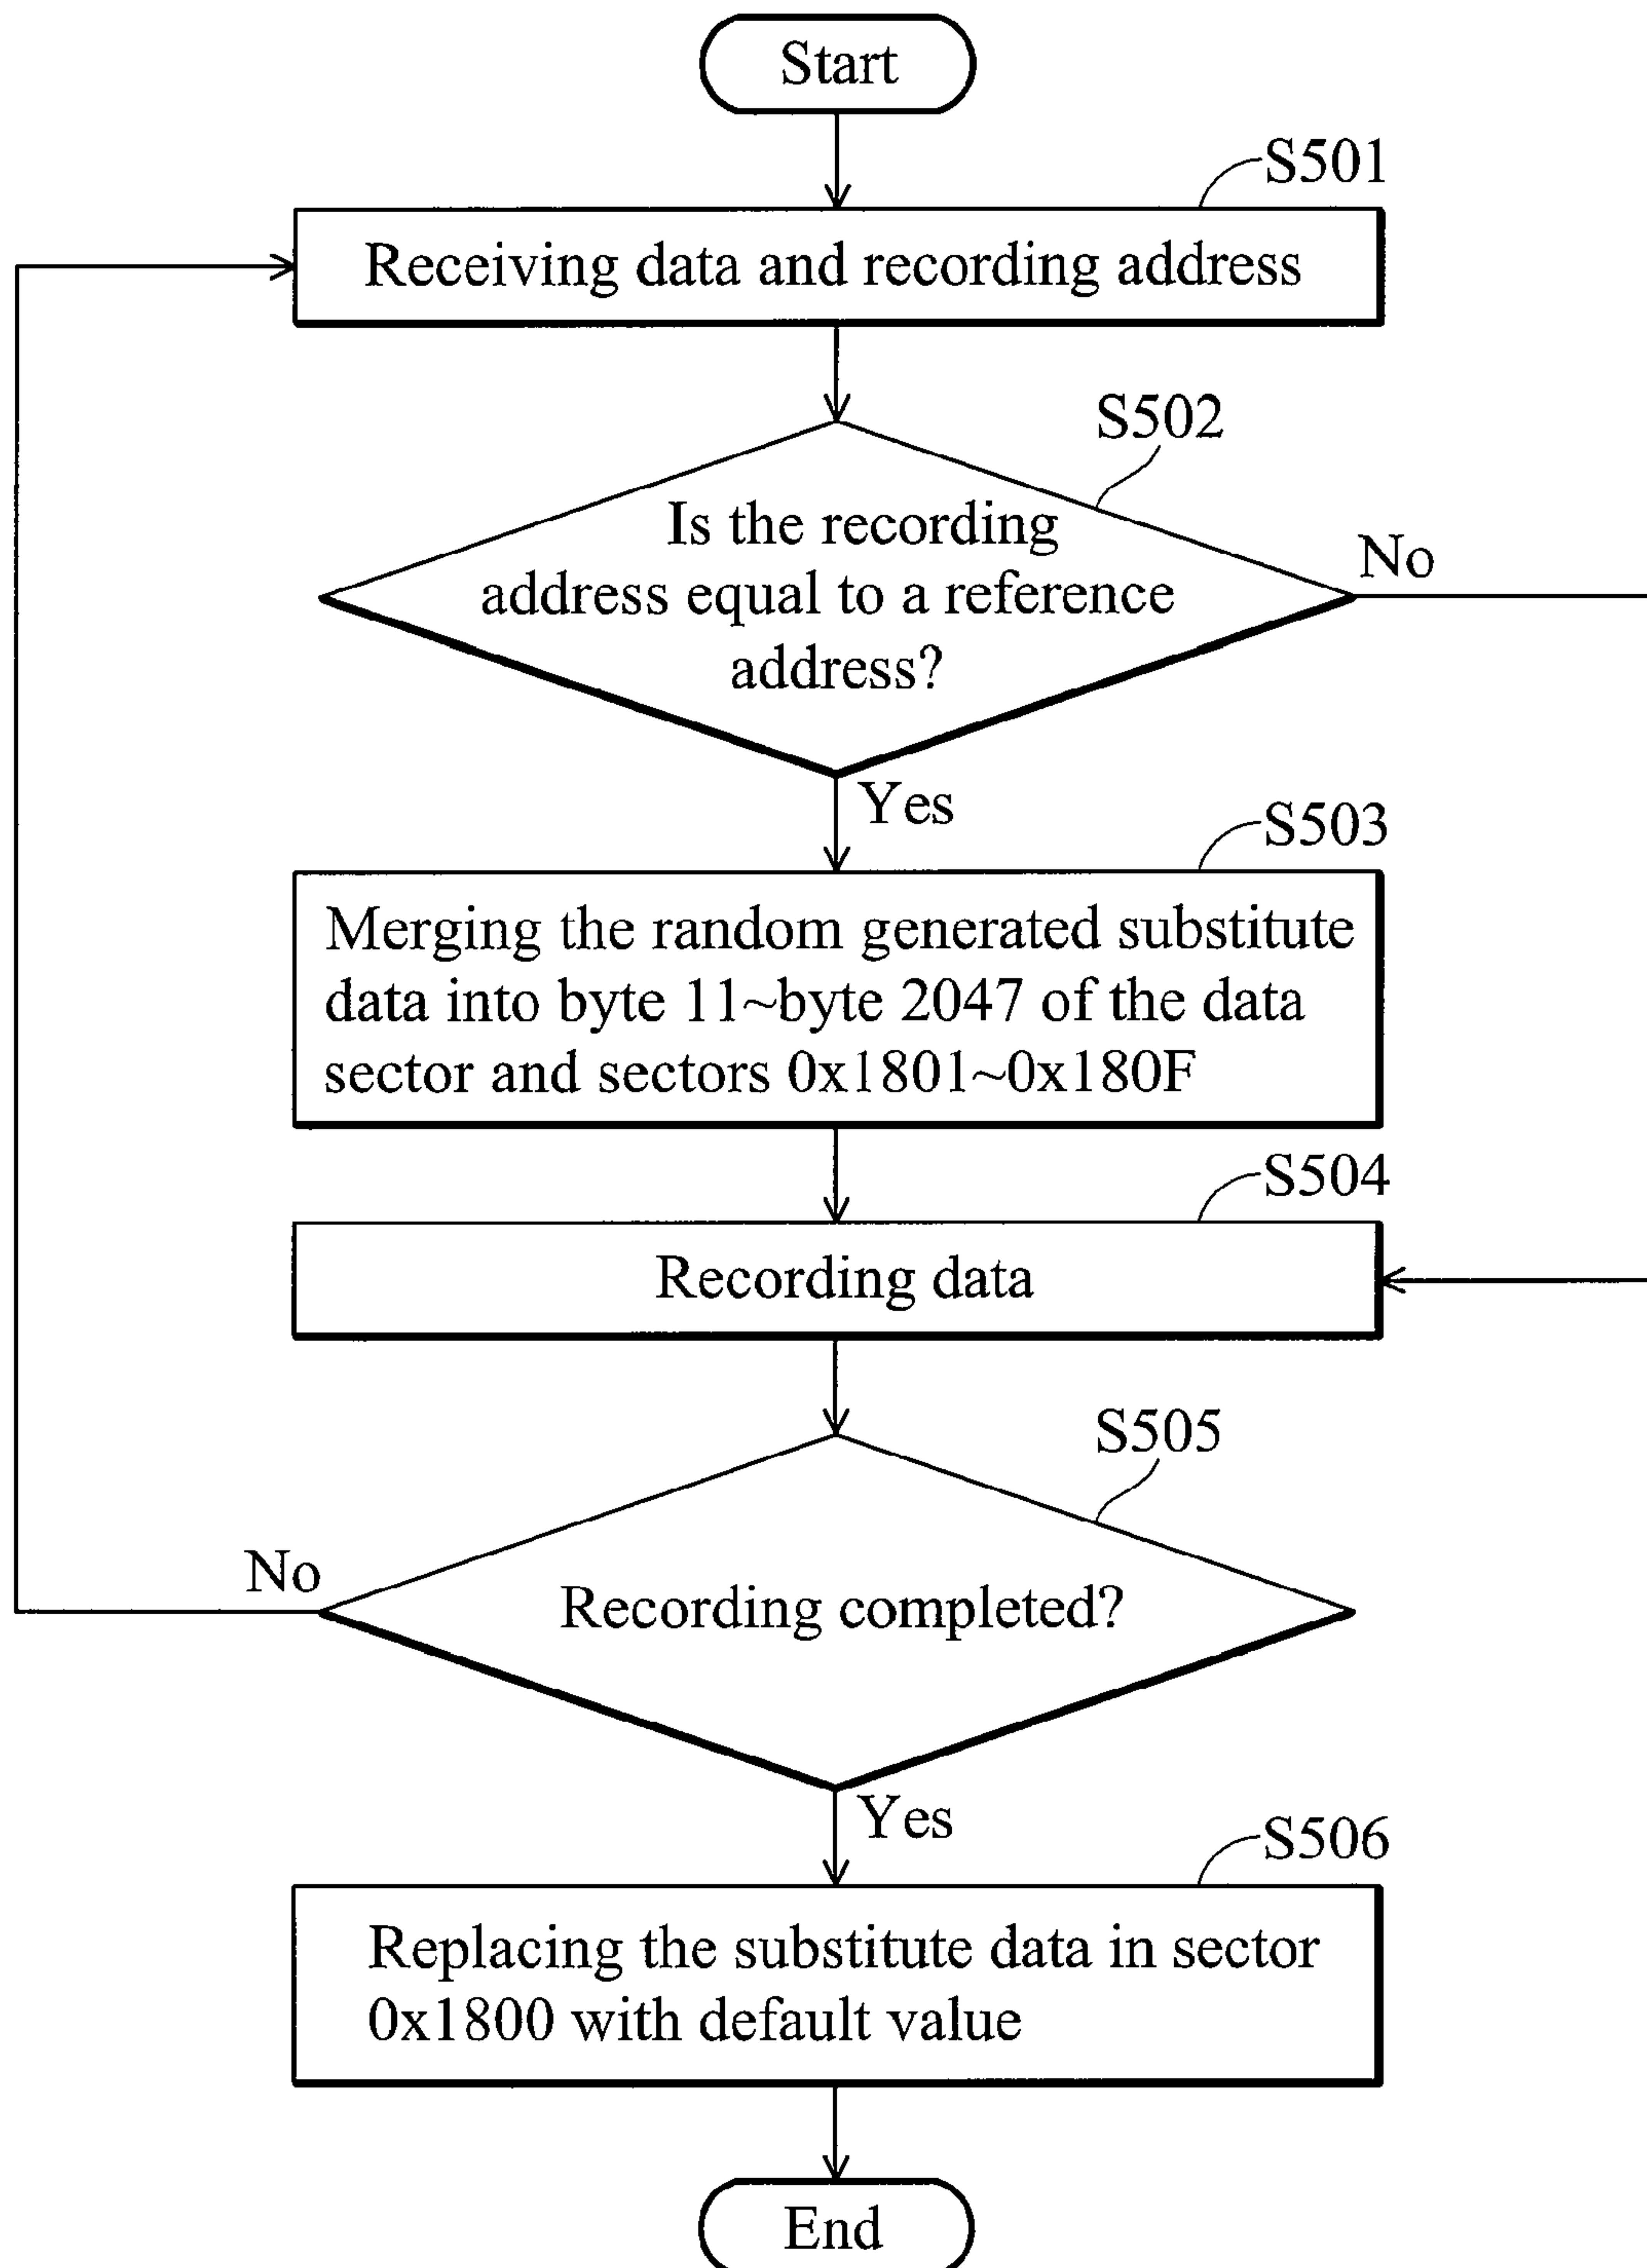 Start
S501
Receiving data and recording address
S502
Is the recording
address equal to a reference
address?
No
Yes
S503
Merging the random generated substitute
data into byte 11~byte 2047 of the data
sector and sectors 0x1801~0x180F
S504
Recording data
S505
Recording completed?
No
Yes
S506
Replacing the substitute data in sector
0x1800 with default value
End